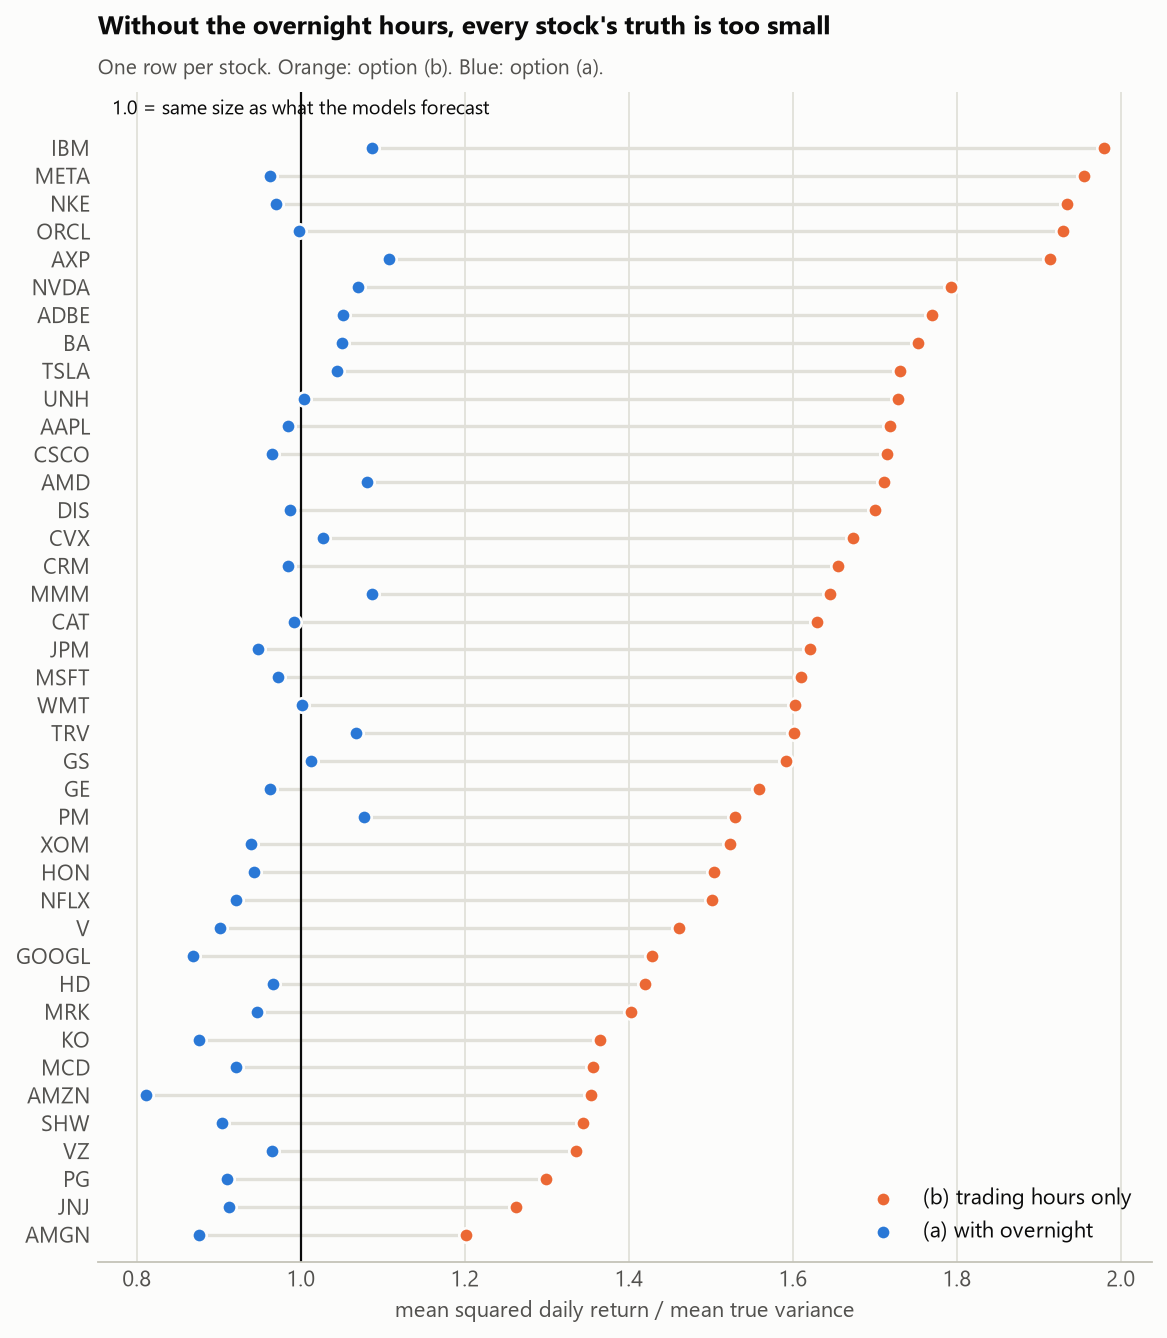 Without the overnight hours, every stock's truth is too small
One row per stock. Orange: option (b). Blue: option (a).
1.0 = same size as what the models forecast
IBM
META
NKE
ORCL
AXP
NVDA
ADBE
BA
TSLA
UNH
AAPL
CSCO
AMD
DIS
CVX
CRM
MMM
CAT
JPM
MSFT
WMT
TRV
GS
GE
PM
XOM
HON
NFLX
V
GOOGL
HD
MRK
KO
MCD
AMZN
SHW
VZ
PG
JNJ
AMGN
(b) trading hours only
(a) with overnight
0.8 1.0 1.2 1.4 1.6 1.8 2.0
mean squared daily return / mean true variance